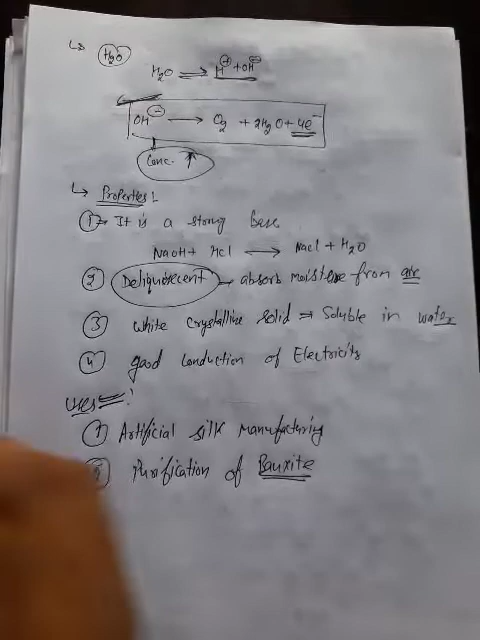 ↳ H₂O
H₂O ⇌ H⊕ + OH⊖
OH⊖ → O₂ + 2H₂O + 4e⁻
Conc. ↑
↳ Properties :
① It is a strong base
NaOH + HCl → NaCl + H₂O
② Deliquescent - absorb moisture from air
③ white crystalline solid ⇒ Soluble in water
④ good conduction of Electricity
Uses :
① Artificial silk manufacturing
② Purification of Bauxite